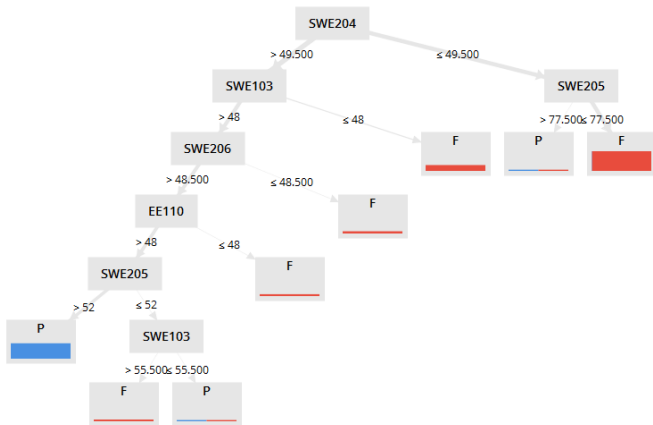 SWE204
> 49.500
≤ 49.500
SWE103
SWE205
> 48
≤ 48
> 77.500
≤ 77.500
SWE206
F
P
F
> 48.500
≤ 48.500
EE110
F
> 48
≤ 48
SWE205
F
> 52
≤ 52
P
SWE103
> 55.500
≤ 55.500
F
P